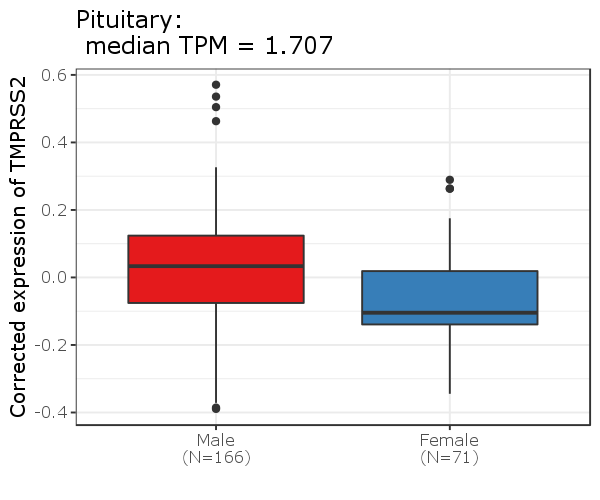 Pituitary:
median TPM = 1.707
Corrected expression of TMPRSS2
0.6
0.4
0.2
0.0
-0.2
-0.4
Male
(N=166)
Female
(N=71)